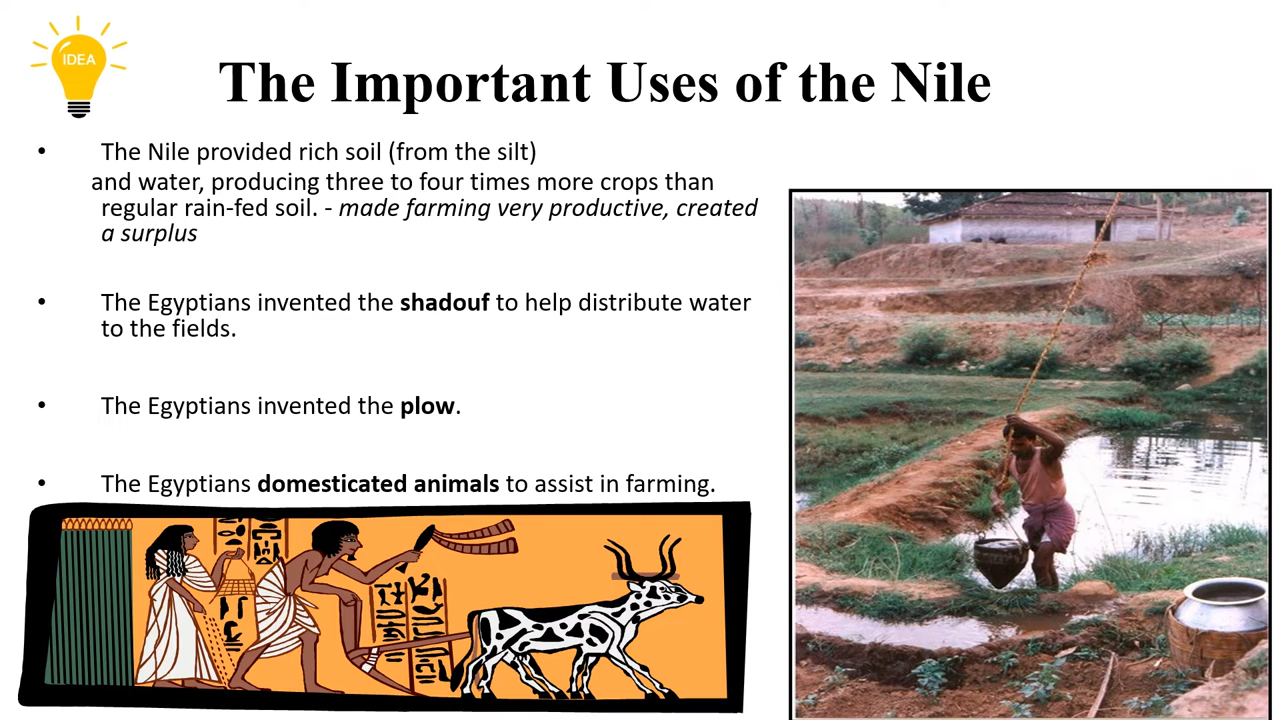 IDEA
The Important Uses of the Nile
• The Nile provided rich soil (from the silt)
and water, producing three to four times more crops than
regular rain-fed soil. - made farming very productive, created
a surplus
• The Egyptians invented the shadouf to help distribute water
to the fields.
• The Egyptians invented the plow.
• The Egyptians domesticated animals to assist in farming.